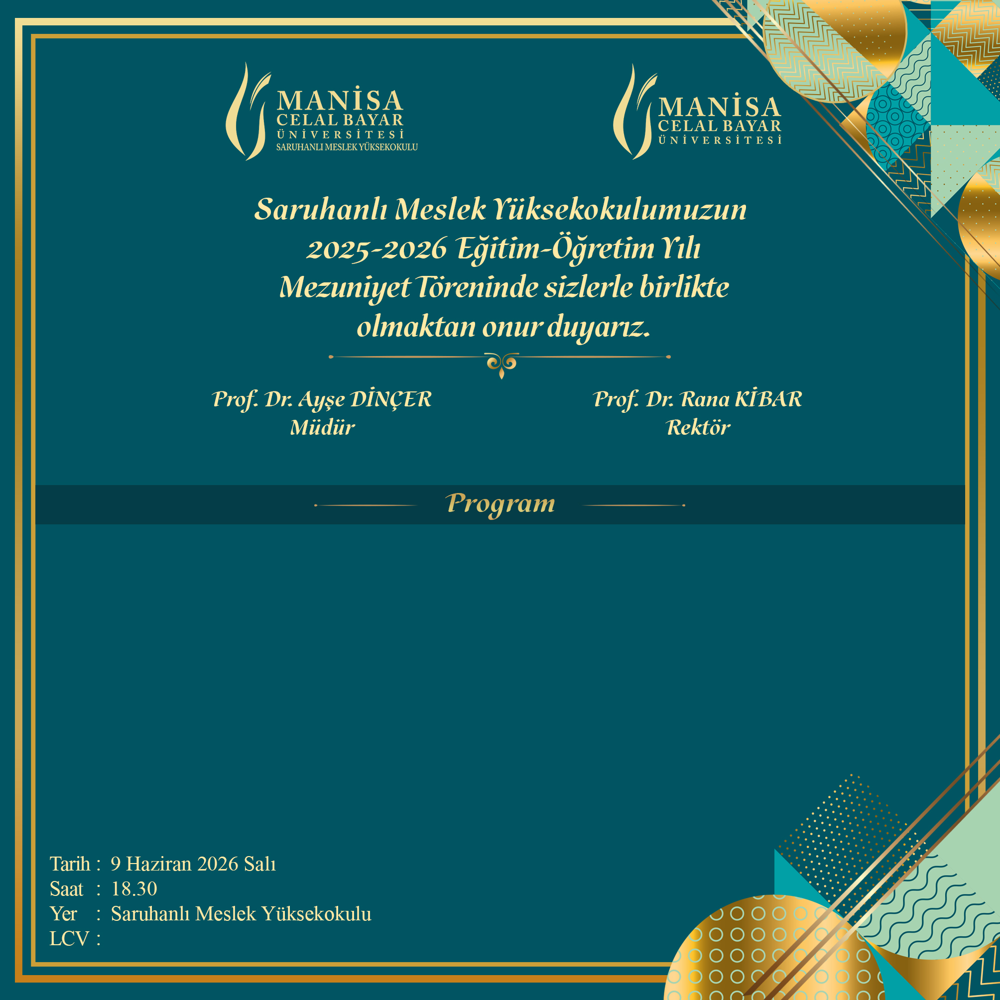 MANİSA
CELAL BAYAR
ÜNİVERSİTESİ
SARUHANLI MESLEK YÜKSEKOKULU
MANİSA
CELAL BAYAR
ÜNİVERSİTESİ
Saruhanlı Meslek Yüksekokulumuzun
2025-2026 Eğitim-Öğretim Yılı
Mezuniyet Töreninde sizlerle birlikte
olmaktan onur duyarız.
Prof. Dr. Ayşe DİNÇER
Müdür
Prof. Dr. Rana KİBAR
Rektör
Program
Tarih : 9 Haziran 2026 Salı
Saat : 18.30
Yer : Saruhanlı Meslek Yüksekokulu
LCV :